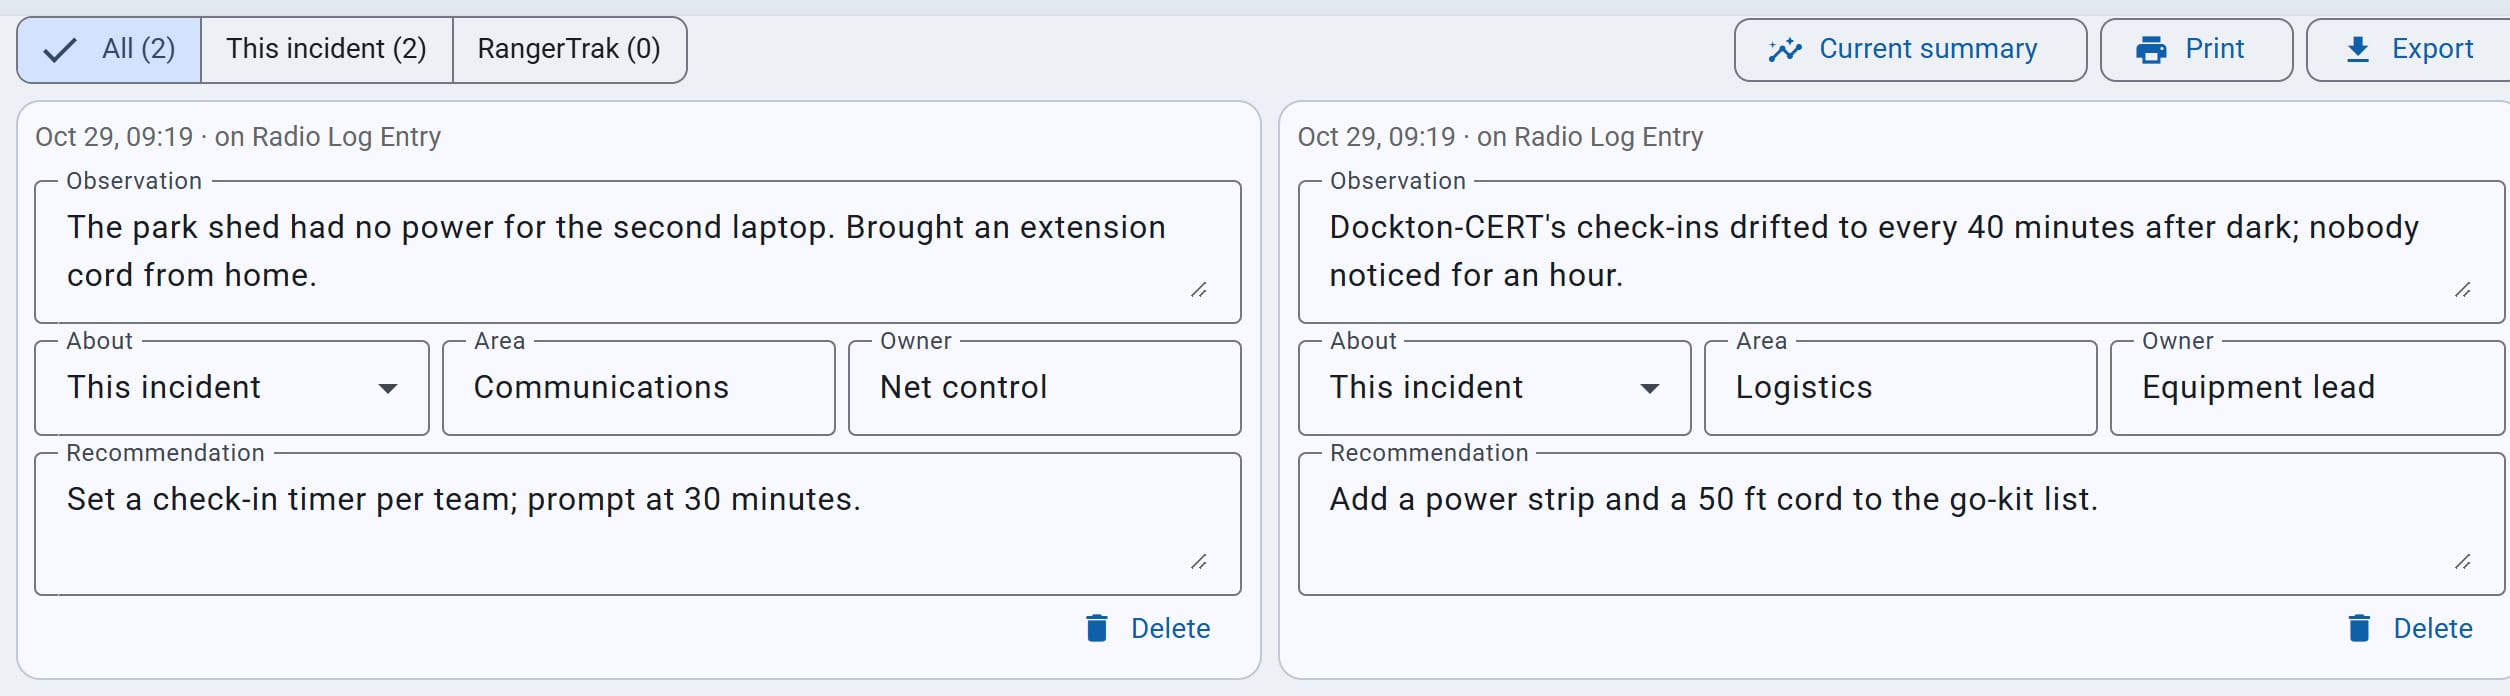 All (2)
This incident (2)
RangerTrak (0)
Current summary
Print
Export
Oct 29, 09:19 · on Radio Log Entry
Observation
The park shed had no power for the second laptop. Brought an extension
cord from home.
About
This incident
Area
Communications
Owner
Net control
Recommendation
Set a check-in timer per team; prompt at 30 minutes.
Delete
Oct 29, 09:19 · on Radio Log Entry
Observation
Dockton-CERT's check-ins drifted to every 40 minutes after dark; nobody
noticed for an hour.
About
This incident
Area
Logistics
Owner
Equipment lead
Recommendation
Add a power strip and a 50 ft cord to the go-kit list.
Delete